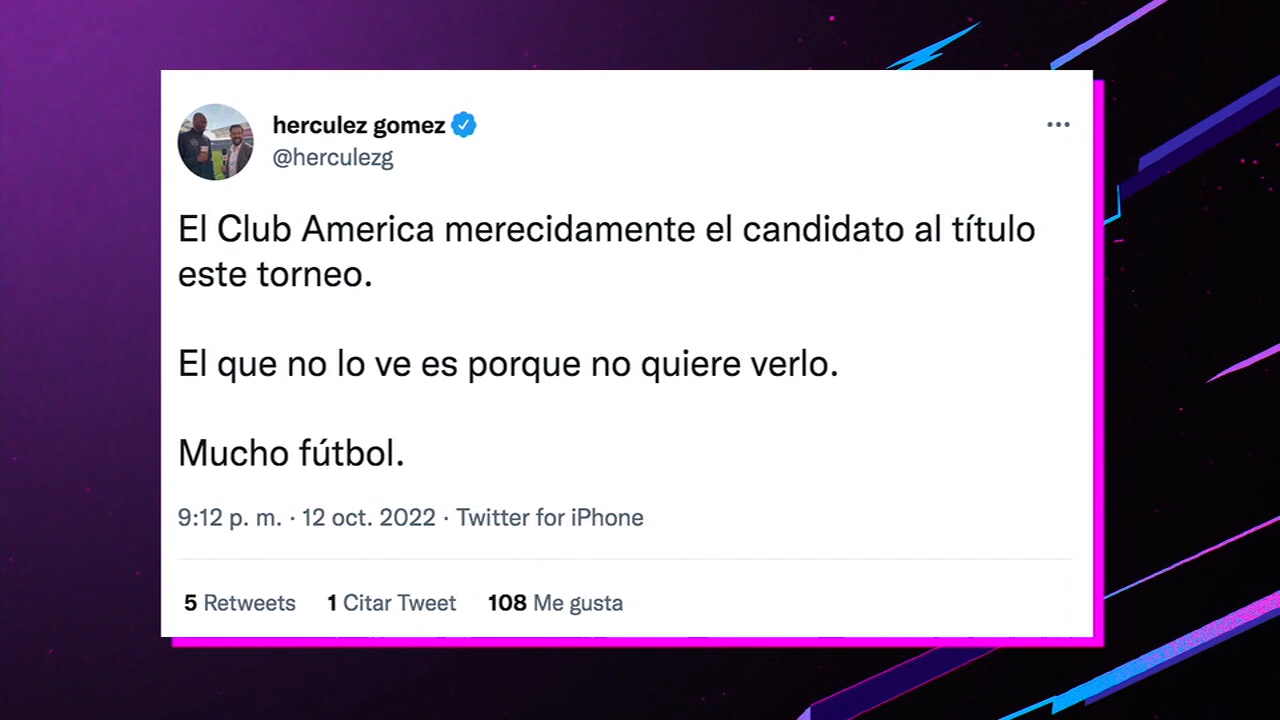 herculez gomez
@herculezg
El Club America merecidamente el candidato al título
este torneo.
El que no lo ve es porque no quiere verlo.
Mucho fútbol.
9:12 p. m. · 12 oct. 2022 · Twitter for iPhone
5 Retweets 1 Citar Tweet 108 Me gusta